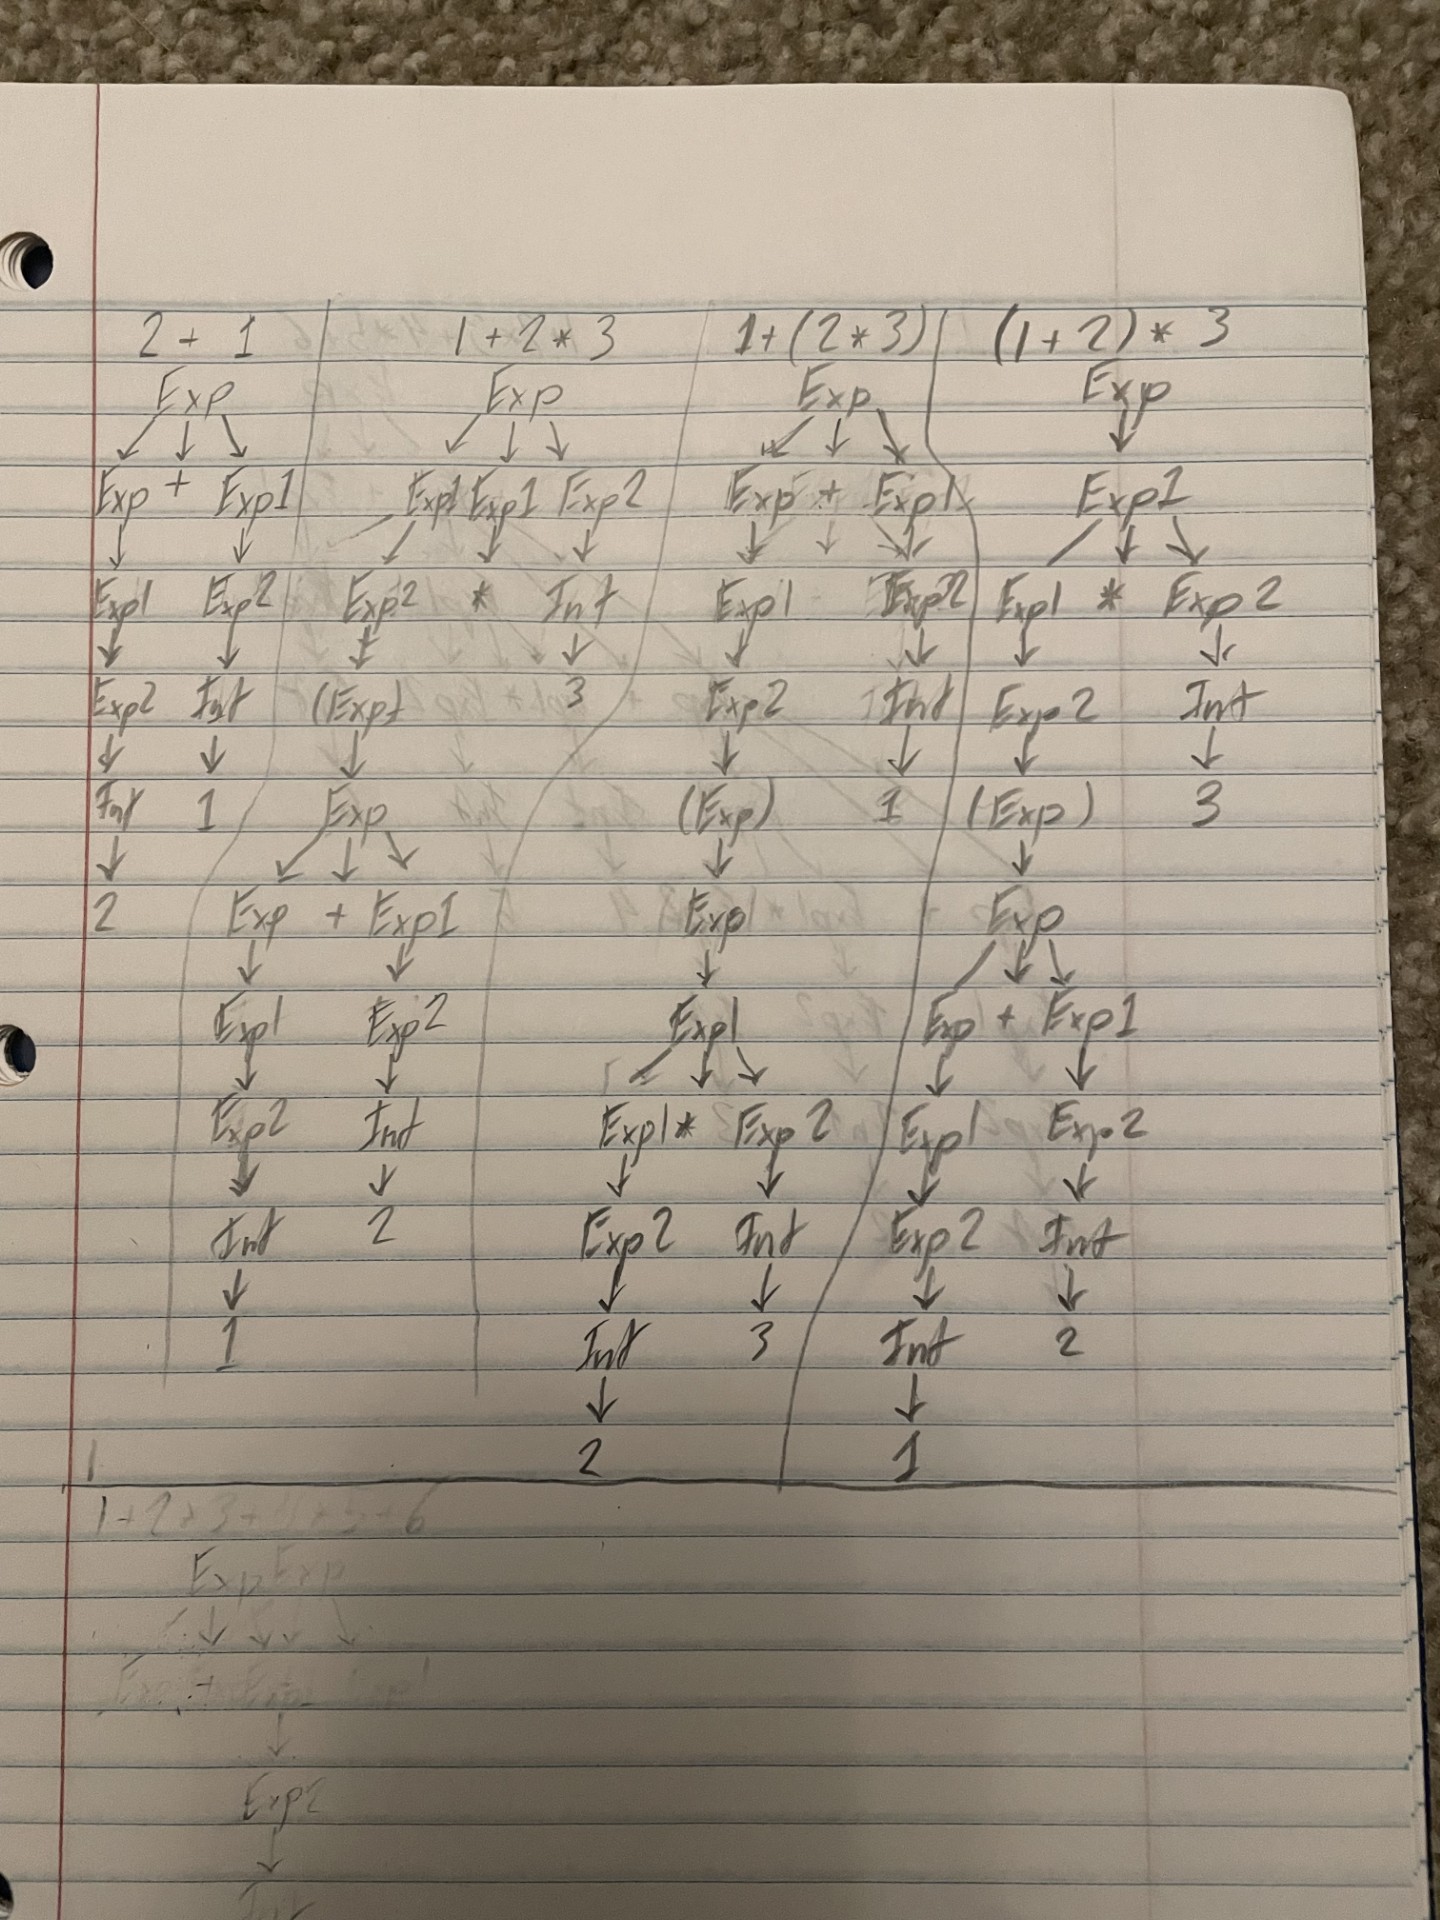 2 + 1 1 + 2 * 3 1 + (2 * 3) (1 + 2) * 3
Exp Exp Exp Exp
Exp + Exp1 Exp1 Exp1 Exp2 Exp + Exp1 Exp1
Exp1 Exp2 Exp2 * Int Exp1 Exp2 Exp1 * Exp2
Exp2 Int (Exp) 3 Exp2 Int Exp2 Int
Int 1 Exp (Exp) 1 (Exp) 3
2 Exp + Exp1 Exp Exp
Exp1 Exp2 Exp1 Exp + Exp1
Exp2 Int Exp1 * Exp2 Exp1 Exp2
Int 2 Exp2 Int Exp2 Int
1 Int 3 Int 2
2 1
1 + 2 * 3 + 4 * 5 + 6
Exp Exp
Exp2
Int